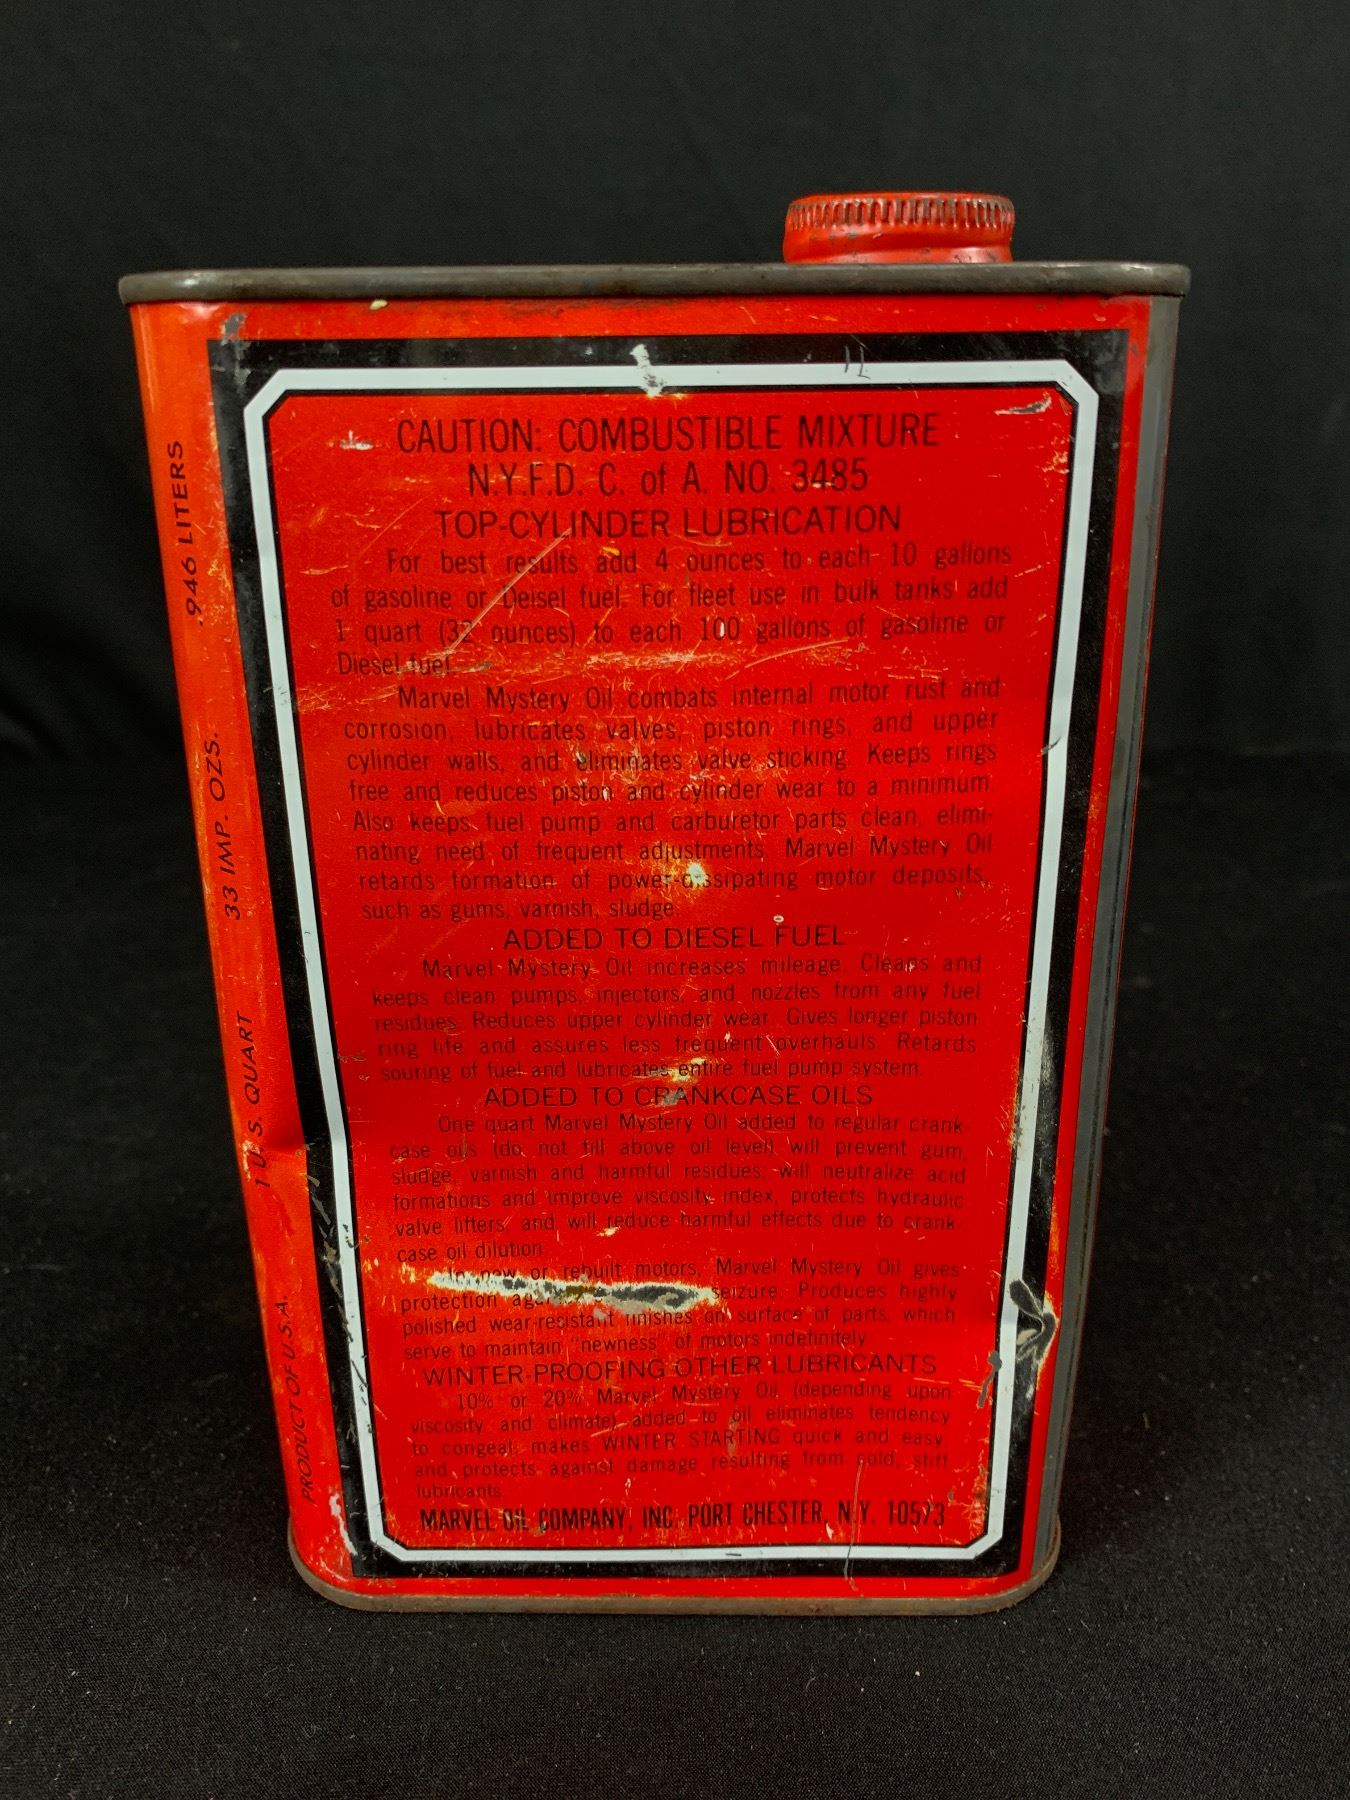 CAUTION: COMBUSTIBLE MIXTURE
N.Y.F.D. C. of A. NO. 3485
TOP-CYLINDER LUBRICATION
For best results add 4 ounces to each 10 gallons
of gasoline or Deisel fuel. For fleet use in bulk tanks add
1 quart (32 ounces) to each 100 gallons of gasoline or
Diesel fuel.
Marvel Mystery Oil combats internal motor rust and
corrosion, lubricates valves, piston rings, and upper
cylinder walls, and eliminates valve sticking. Keeps rings
free and reduces piston and cylinder wear to a minimum.
Also keeps fuel pump and carburetor parts clean, elimi-
nating need of frequent adjustments. Marvel Mystery Oil
retards formation of power-dissipating motor deposits,
such as gums, varnish, sludge.
ADDED TO DIESEL FUEL
Marvel Mystery Oil increases mileage. Cleans and
keeps clean pumps, injectors, and nozzles from any fuel
residues. Reduces upper cylinder wear. Gives longer piston
ring life and assures less frequent overhauls. Retards
souring of fuel and lubricates entire fuel pump system.
ADDED TO CRANKCASE OILS
One quart Marvel Mystery Oil added to regular crank-
case oils (do not fill above oil level) will prevent gum,
sludge, varnish and harmful residues: will neutralize acid
formations and improve viscosity index, protects hydraulic
valve lifters, and will reduce harmful effects due to crank-
case oil dilution.
In new or rebuilt motors, Marvel Mystery Oil gives
protection seizure. Produces highly
polished wear-resistant finishes on surface of parts, which
serve to maintain "newness" of motors indefinitely.
WINTER-PROOFING OTHER LUBRICANTS
10% or 20% Marvel Mystery Oil (depending upon
viscosity and climate) added to oil eliminates tendency
to congeal, makes WINTER STARTING quick and easy
and protects against damage resulting from cold, stiff
lubricants.
MARVEL OIL COMPANY, INC. PORT CHESTER, N.Y. 10573
PRODUCT OF U.S.A. 1 U.S. QUART 33 IMP. OZS. .946 LITERS